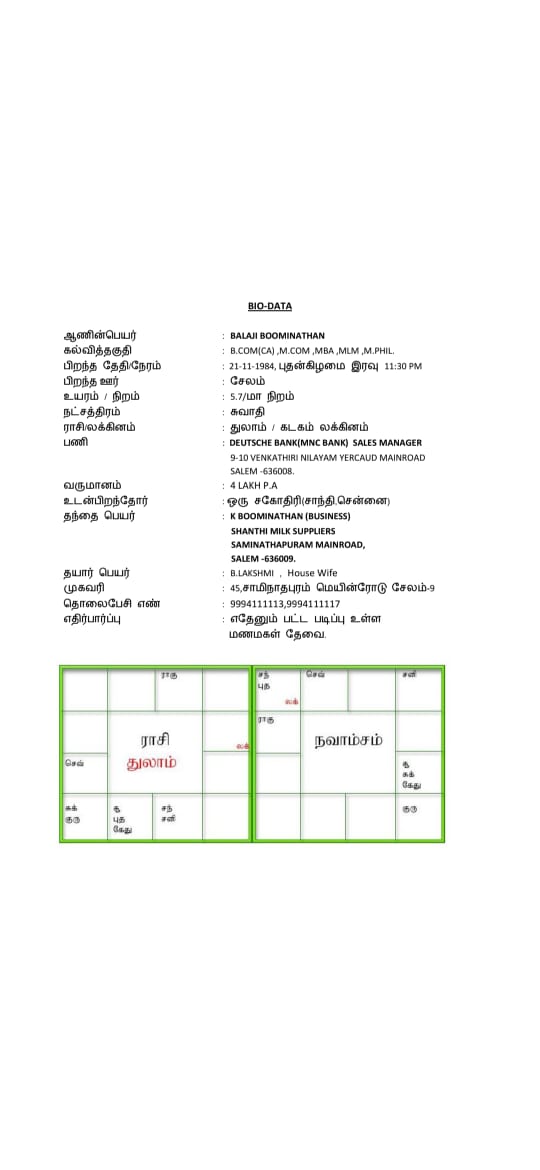 BIO-DATA
ஆணின்பெயர் : BALAJI BOOMINATHAN
கல்வித்தகுதி : B.COM(CA) ,M.COM ,MBA ,MLM ,M.PHIL.
பிறந்த தேதி/நேரம் : 21-11-1984, புதன்கிழமை இரவு 11:30 PM
பிறந்த ஊர் : சேலம்
உயரம் / நிறம் : 5.7/மா நிறம்
நட்சத்திரம் : சுவாதி
ராசி/லக்கினம் : துலாம் / கடகம் லக்கினம்
பணி : DEUTSCHE BANK(MNC BANK) SALES MANAGER
9-10 VENKATHIRI NILAYAM YERCAUD MAINROAD
SALEM -636008.
வருமானம் : 4 LAKH P.A
உடன்பிறந்தோர் : ஒரு சகோதிரி(சாந்தி,சென்னை)
தந்தை பெயர் : K BOOMINATHAN (BUSINESS)
SHANTHI MILK SUPPLIERS
SAMINATHAPURAM MAINROAD,
SALEM -636009.
தயார் பெயர் : B.LAKSHMI , House Wife
முகவரி : 45,சாமிநாதபுரம் மெயின்ரோடு சேலம்-9
தொலைபேசி எண் : 9994111113,9994111117
எதிர்பார்ப்பு : எதேனும் பட்ட படிப்பு உள்ள
மணமகள் தேவை.
ராகு
லக்
ராசி
துலாம்
செவ்
சுக்
குரு
சூ
புத
கேது
சந்
சனி
சந்
புத
லக்
செவ்
சனி
ராகு
நவாம்சம்
சூ
சுக்
கேது
குரு